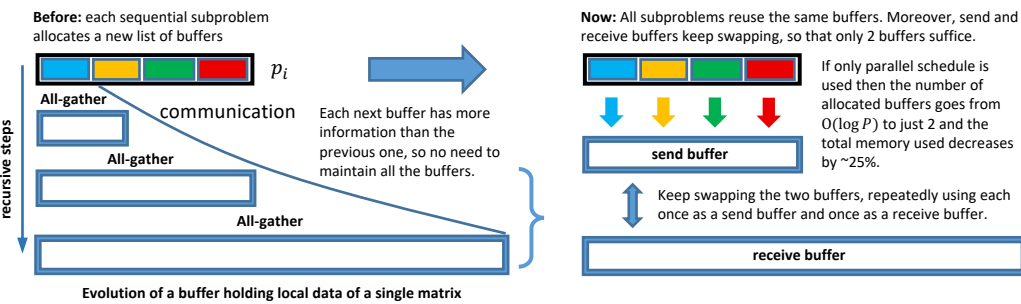 Before: each sequential subproblem
allocates a new list of buffers
p_i
All-gather
communication
All-gather
All-gather
recursive steps
Each next buffer has more
information than the
previous one, so no need to
maintain all the buffers.
Evolution of a buffer holding local data of a single matrix
Now: All subproblems reuse the same buffers. Moreover, send and
receive buffers keep swapping, so that only 2 buffers suffice.
If only parallel schedule is
used then the number of
allocated buffers goes from
O(log P) to just 2 and the
total memory used decreases
by ~25%.
send buffer
Keep swapping the two buffers, repeatedly using each
once as a send buffer and once as a receive buffer.
receive buffer